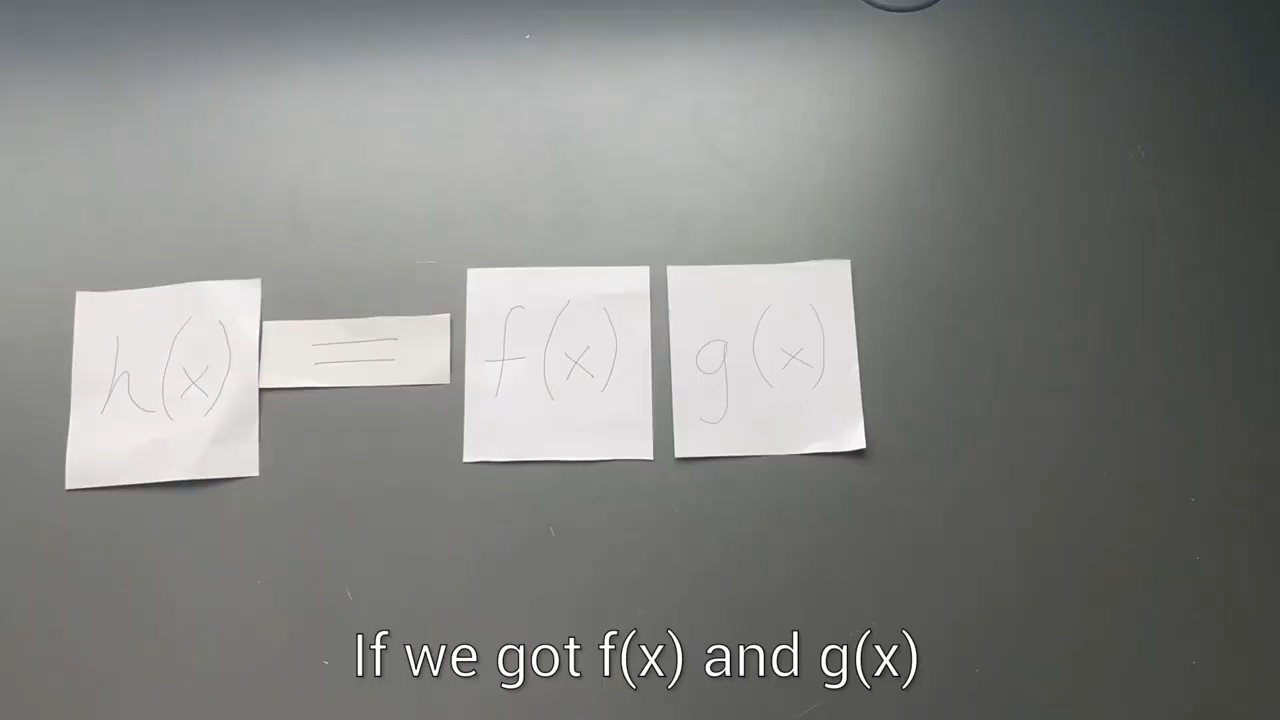 h(x) = f(x) g(x)
If we got f(x) and g(x)